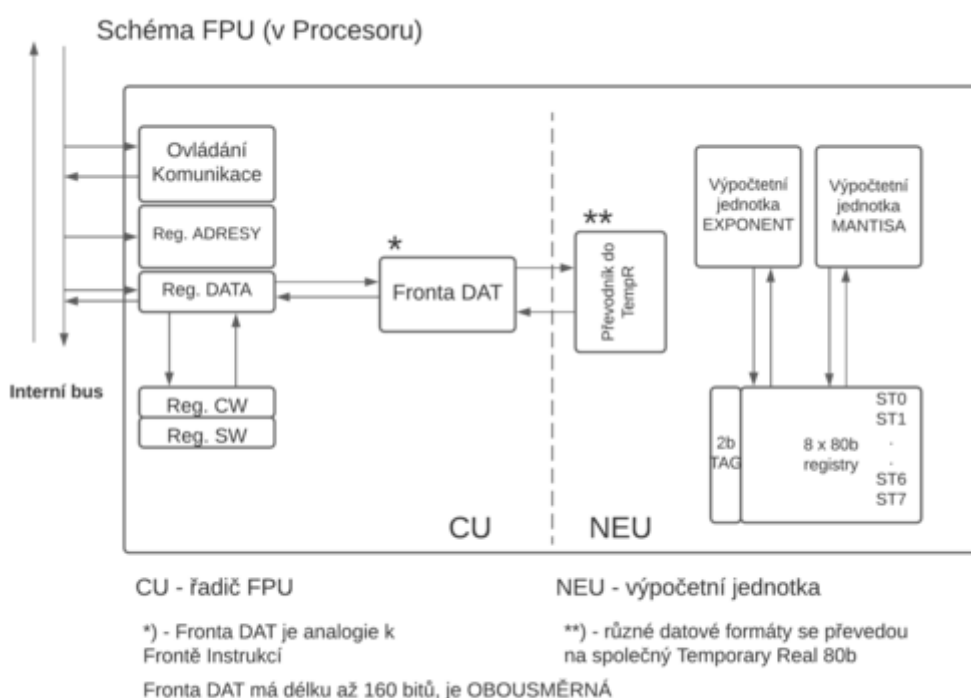 Schéma FPU (v Procesoru)
Ovládání
Komunikace
Reg. ADRESY
Reg. DATA
Interní bus
Reg. CW
Reg. SW
*
Fronta DAT
**
Převodník do
TempR
Výpočtetní
jednotka
EXPONENT
Výpočtetní
jednotka
MANTISA
2b
TAG
8 x 80b
registry
ST0
ST1
.
.
ST6
ST7
CU
NEU
CU - řadič FPU
*) - Fronta DAT je analogie k
Frontě Instrukcí
Fronta DAT má délku až 160 bitů, je OBOUSMĚRNÁ
NEU - výpočetní jednotka
**) - různé datové formáty se převedou
na společný Temporary Real 80b